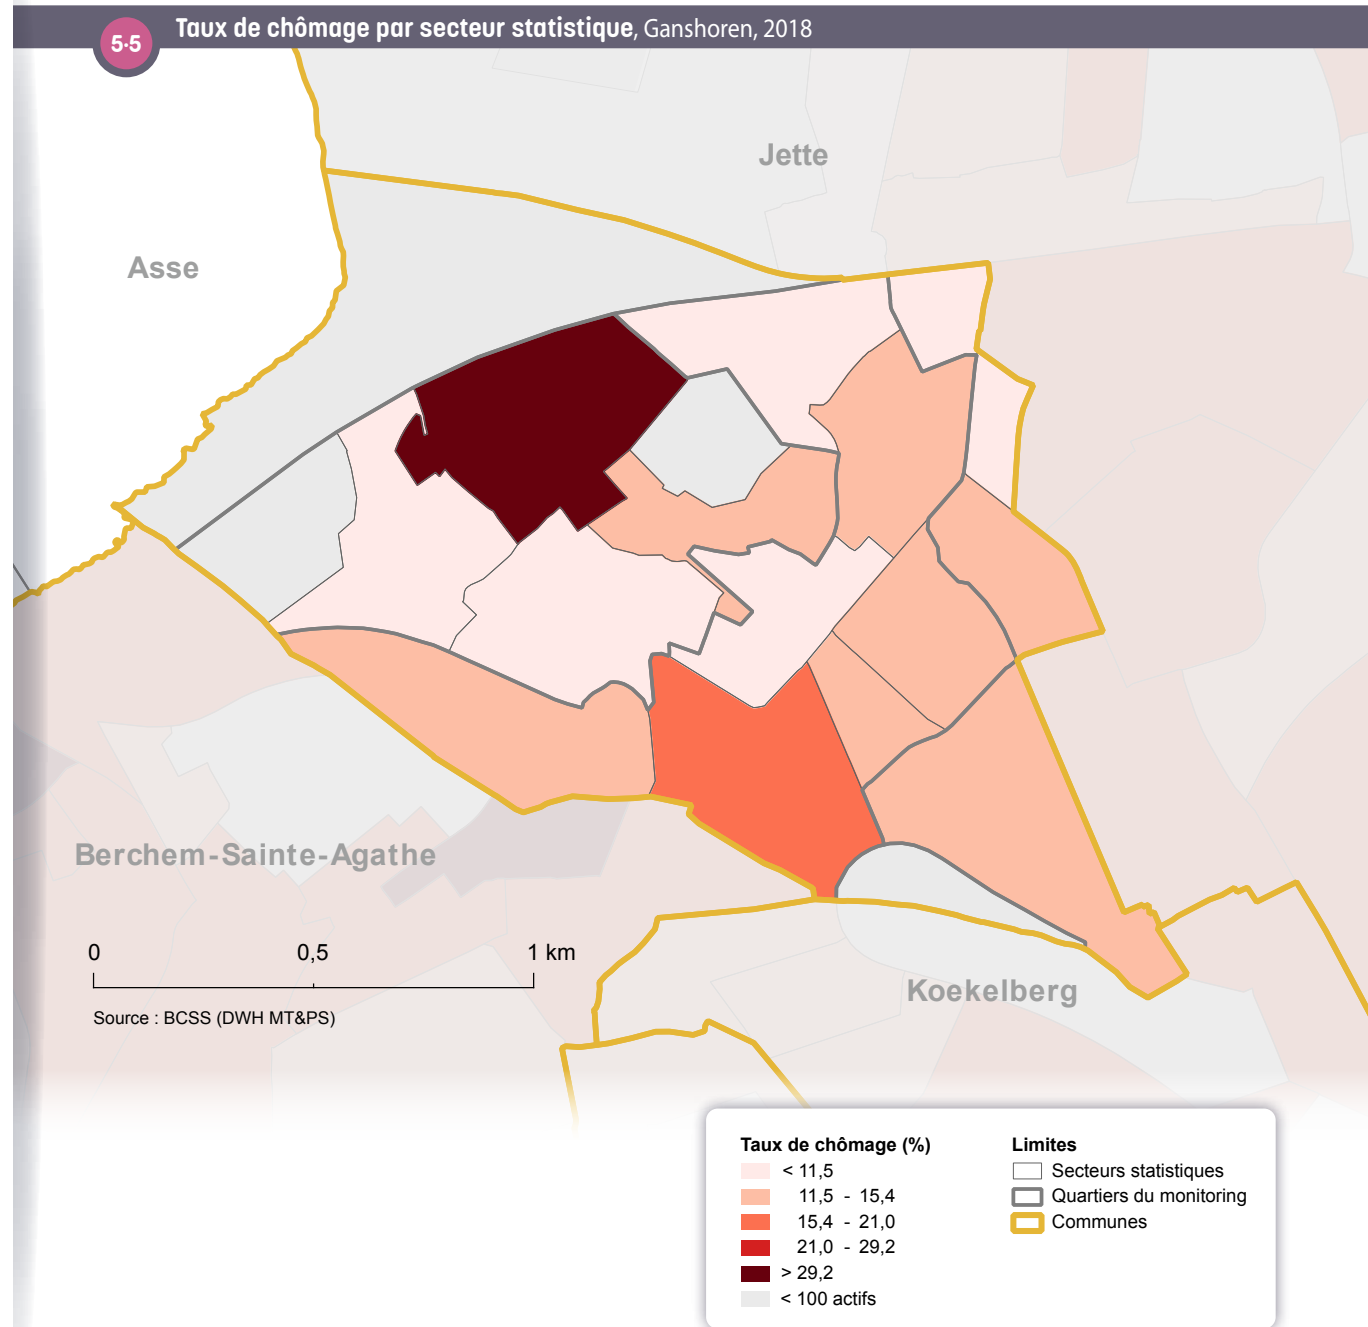 5·5
Taux de chômage par secteur statistique, Ganshoren, 2018
Jette
Asse
Berchem-Sainte-Agathe
0 0,5 1 km
Koekelberg
Source : BCSS (DWH MT&PS)
Taux de chômage (%)
< 11,5
11,5 - 15,4
15,4 - 21,0
21,0 - 29,2
> 29,2
< 100 actifs
Limites
Secteurs statistiques
Quartiers du monitoring
Communes